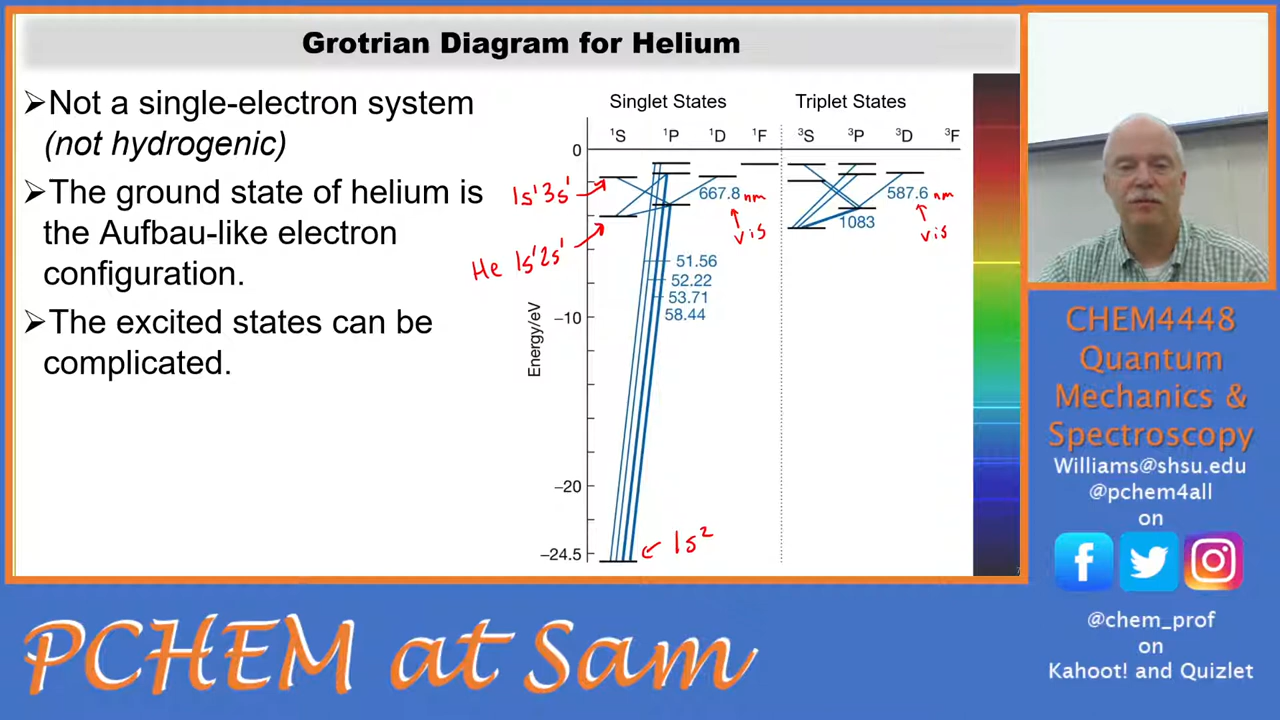 Grotrian Diagram for Helium
➢Not a single-electron system
(not hydrogenic)
➢The ground state of helium is
the Aufbau-like electron
configuration.
➢The excited states can be
complicated.
Singlet States
Triplet States
¹S ¹P ¹D ¹F ³S ³P ³D ³F
0
1s¹3s¹
667.8 nm
587.6 nm
vis
1083
vis
He 1s¹2s¹
51.56
52.22
53.71
58.44
Energy/eV
−10
−20
−24.5
1s²
CHEM4448
Quantum
Mechanics &
Spectroscopy
Williams@shsu.edu
@pchem4all
on
@chem_prof
on
Kahoot! and Quizlet
PCHEM at Sam